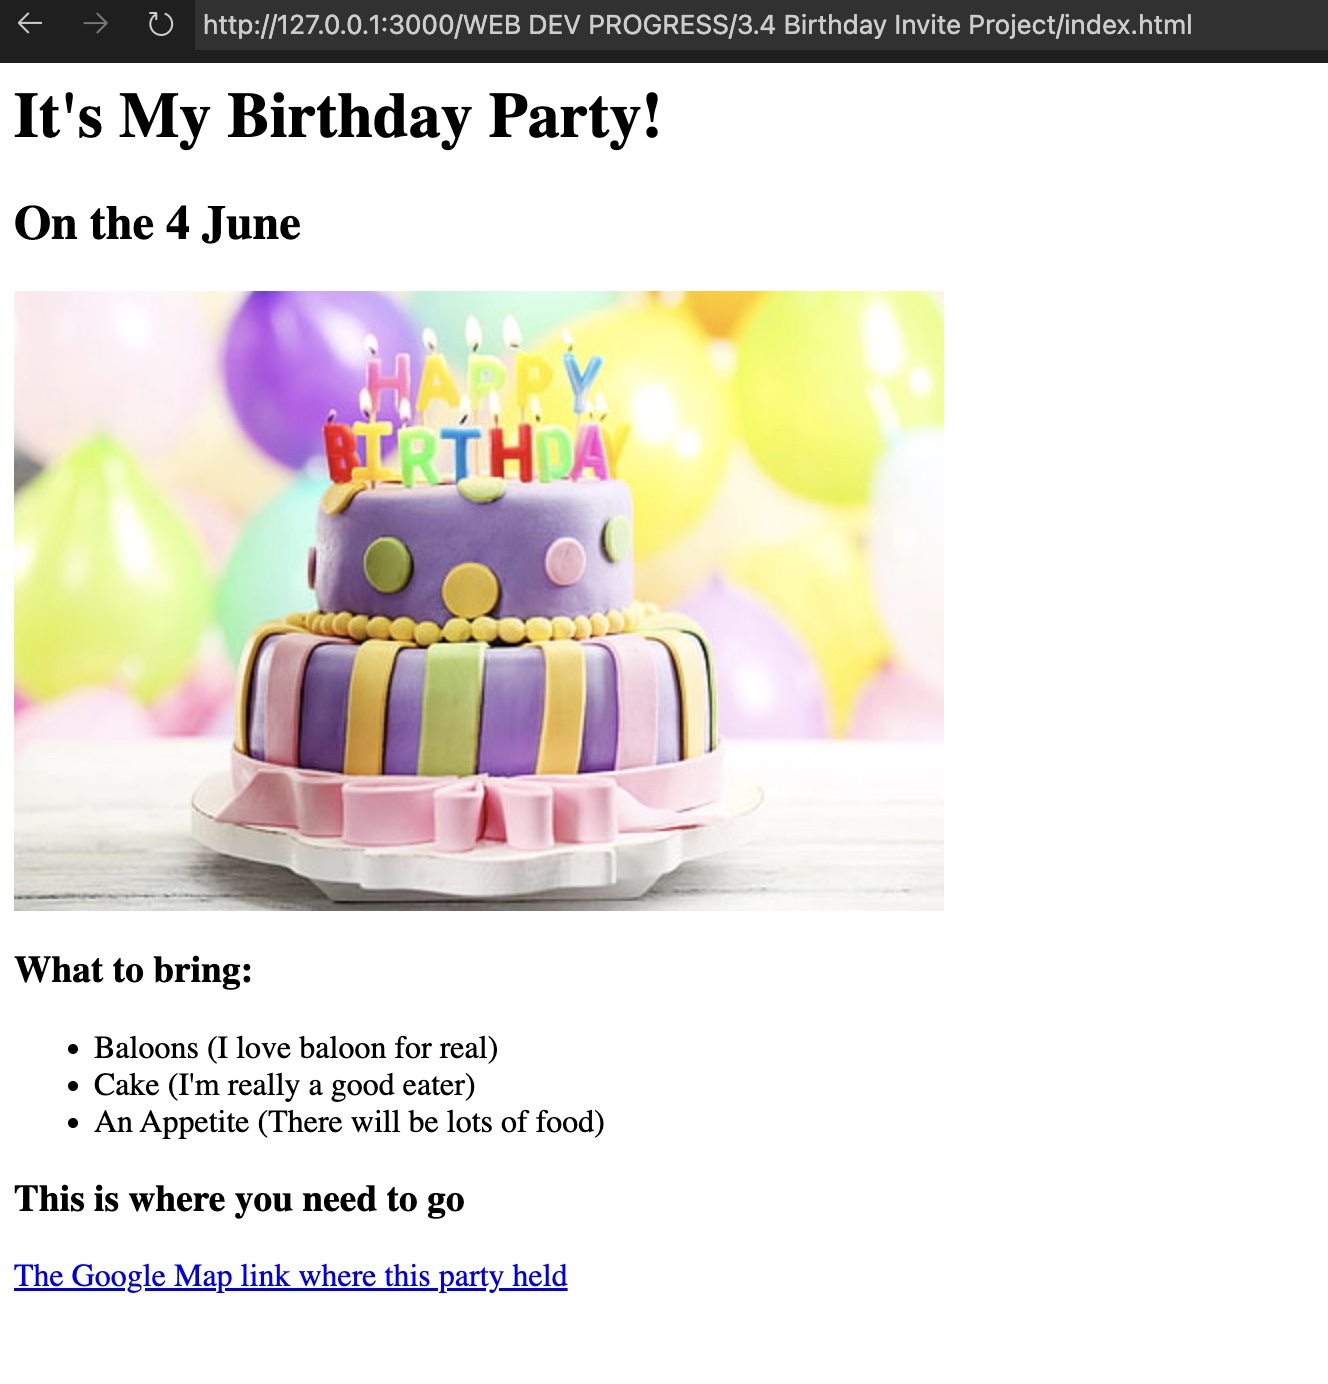 http://127.0.0.1:3000/WEB DEV PROGRESS/3.4 Birthday Invite Project/index.html
It's My Birthday Party!
On the 4 June
HAPPY
BIRTHDAY
What to bring:
• Baloons (I love baloon for real)
• Cake (I'm really a good eater)
• An Appetite (There will be lots of food)
This is where you need to go
The Google Map link where this party held